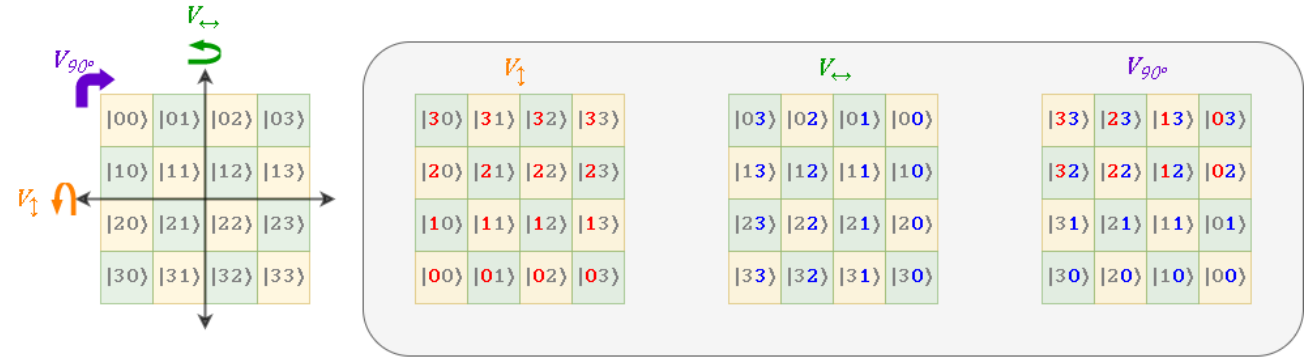 V↔
V90°
|00⟩ |01⟩ |02⟩ |03⟩
|10⟩ |11⟩ |12⟩ |13⟩
V↕
|20⟩ |21⟩ |22⟩ |23⟩
|30⟩ |31⟩ |32⟩ |33⟩
V↕
|30⟩ |31⟩ |32⟩ |33⟩
|20⟩ |21⟩ |22⟩ |23⟩
|10⟩ |11⟩ |12⟩ |13⟩
|00⟩ |01⟩ |02⟩ |03⟩
V↔
|03⟩ |02⟩ |01⟩ |00⟩
|13⟩ |12⟩ |11⟩ |10⟩
|23⟩ |22⟩ |21⟩ |20⟩
|33⟩ |32⟩ |31⟩ |30⟩
V90°
|33⟩ |23⟩ |13⟩ |03⟩
|32⟩ |22⟩ |12⟩ |02⟩
|31⟩ |21⟩ |11⟩ |01⟩
|30⟩ |20⟩ |10⟩ |00⟩